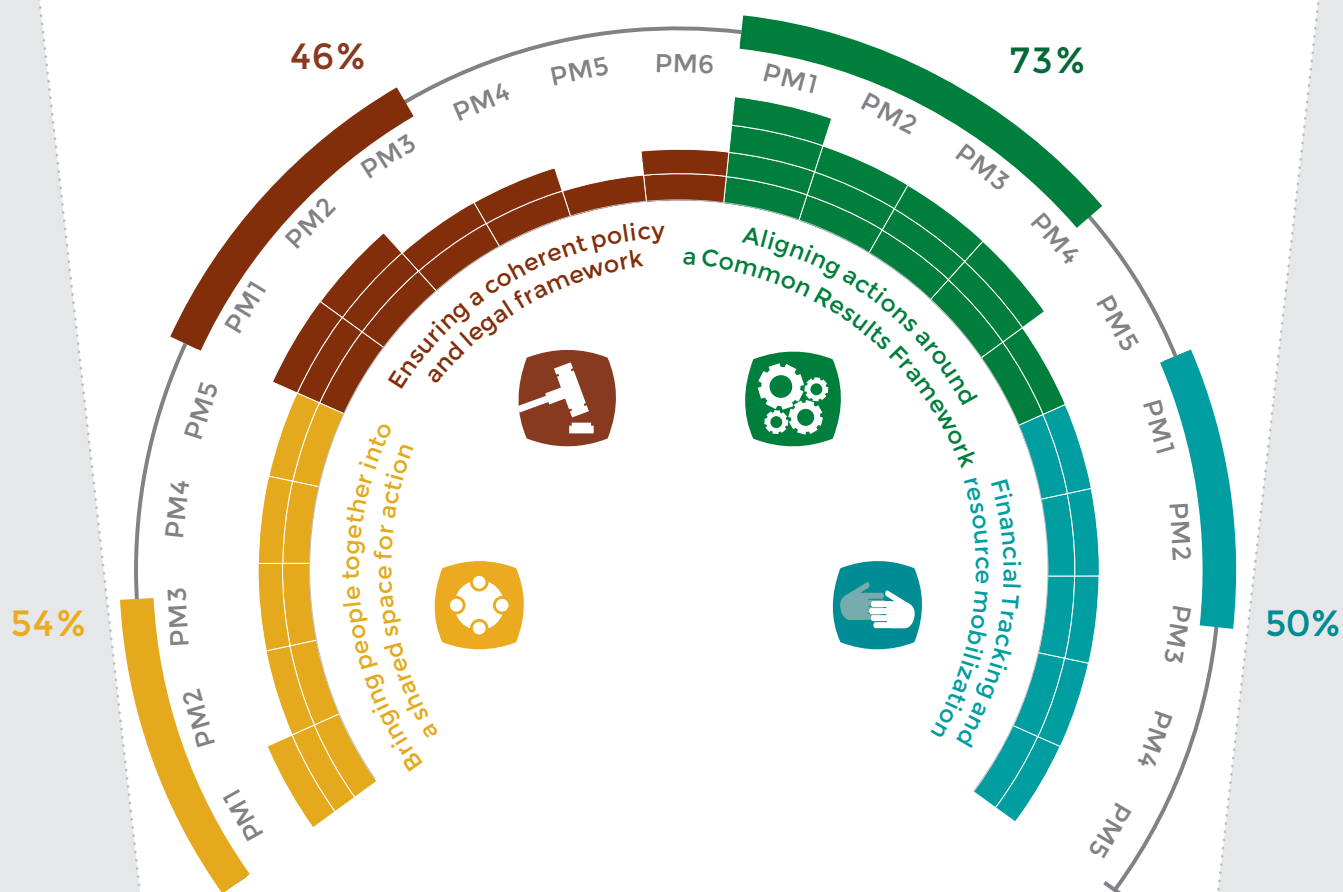 46%
73%
54%
50%
PM1
PM2
PM3
PM4
PM5
PM1
PM2
PM3
PM4
PM5
PM6
PM1
PM2
PM3
PM4
PM5
PM1
PM2
PM3
PM4
PM5
Bringing people together into
a shared space for action
Ensuring a coherent policy
and legal framework
Aligning actions around
a Common Results Framework
Financial Tracking and
resource mobilization